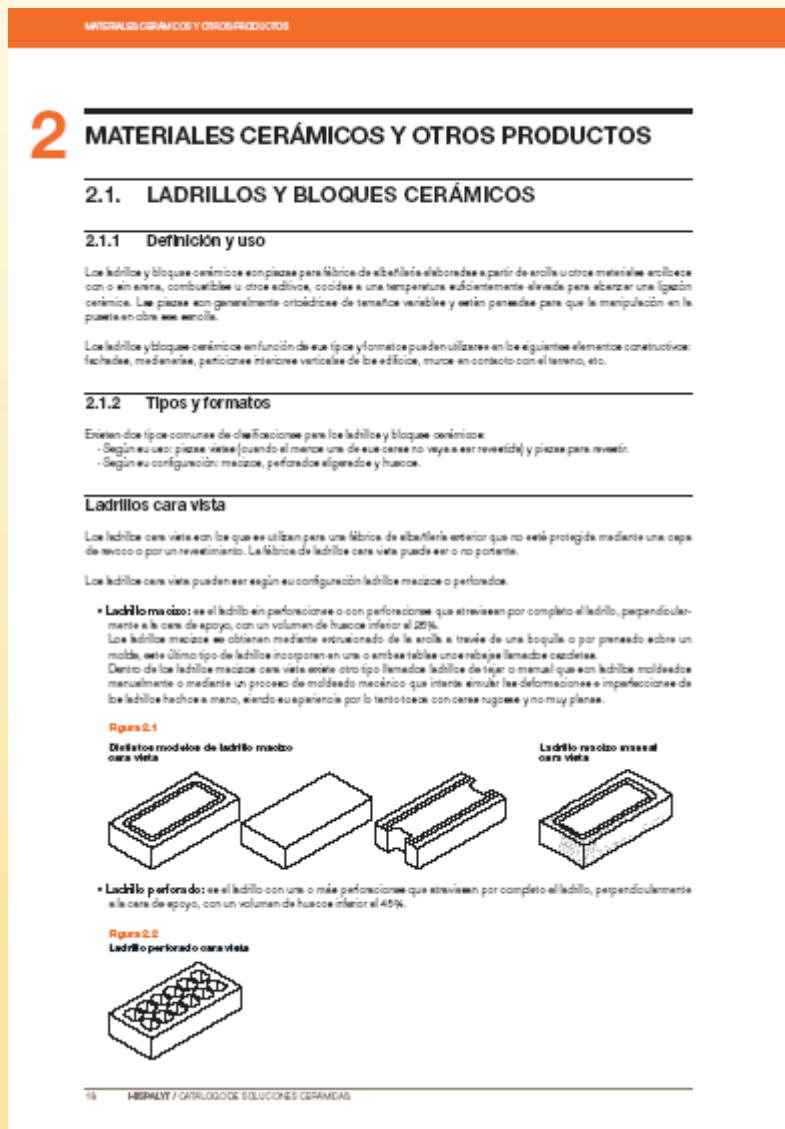 MATERIALES CERÁMICOS Y OTROS PRODUCTOS
2 MATERIALES CERÁMICOS Y OTROS PRODUCTOS
2.1. LADRILLOS Y BLOQUES CERÁMICOS
2.1.1 Definición y uso
Los ladrillos y bloques cerámicos son piezas para fábrica de albañilería elaboradas a partir de arcilla u otros materiales arcillosos
con o sin arena, combustibles u otros aditivos, cocidas a una temperatura suficientemente elevada para alcanzar una ligazón
cerámica. Las piezas son generalmente ortoédricas de tamaños variables y están pensadas para que la manipulación en la
puesta en obra sea sencilla.
Los ladrillos y bloques cerámicos en función de sus tipos y formatos pueden utilizarse en los siguientes elementos constructivos:
fachadas, medianerías, particiones interiores verticales de los edificios, muros en contacto con el terreno, etc.
2.1.2 Tipos y formatos
Existen dos tipos comunes de clasificaciones para los ladrillos y bloques cerámicos:
- Según su uso: piezas vistas (cuando al menos una de sus caras no vaya a ser revestida) y piezas para revestir.
- Según su configuración: macizos, perforados aligerados y huecos.
Ladrillos cara vista
Los ladrillos cara vista son los que se utilizan para una fábrica de albañilería exterior que no esté protegida mediante una capa
de revoco o por un revestimiento. La fábrica de ladrillos cara vista puede ser o no portante.
Los ladrillos cara vista pueden ser según su configuración ladrillos macizos o perforados.
• Ladrillo macizo: es el ladrillo sin perforaciones o con perforaciones que atraviesan por completo el ladrillo, perpendicular-
mente a la cara de apoyo, con un volumen de huecos inferior al 25%.
Los ladrillos macizos se obtienen mediante extrusionado de la arcilla a través de una boquilla o por prensado sobre un
molde, este último tipo de ladrillos incorporan en una o ambas tablas unos rebajes llamados cazoletas.
Dentro de los ladrillos macizos cara vista existe otro tipo llamados ladrillos de tejar o manual que son ladrillos moldeados
manualmente o mediante un proceso de moldeado mecánico que intenta simular las deformaciones e imperfecciones de
los ladrillos hechos a mano, siendo su apariencia por lo tanto tosca con caras rugosas y no muy planas.
Figura 2.1
Distintos modelos de ladrillo macizo
cara vista
Ladrillo macizo manual
cara vista
• Ladrillo perforado: es el ladrillo con una o más perforaciones que atraviesan por completo el ladrillo, perpendicularmente
a la cara de apoyo, con un volumen de huecos inferior al 45%.
Figura 2.2
Ladrillo perforado cara vista
HISPALYT / CATÁLOGO DE SOLUCIONES CERÁMICAS